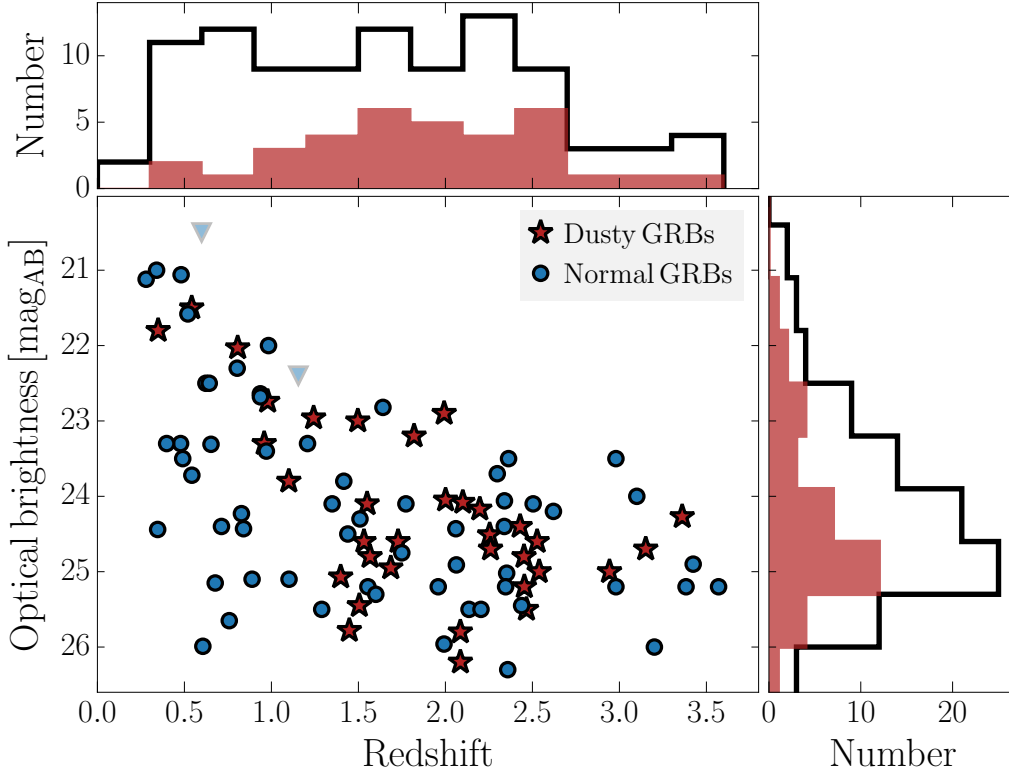 Number
10
5
0
Optical brightness [mag_AB]
21
22
23
24
25
26
Dusty GRBs
Normal GRBs
0.0 0.5 1.0 1.5 2.0 2.5 3.0 3.5
Redshift
0 10 20
Number